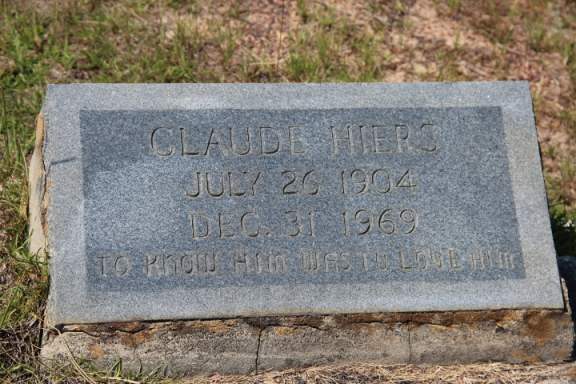 CLAUDE HIERS
JULY 26 1904
DEC. 31 1969
TO KNOW HIM WAS TO LOVE HIM